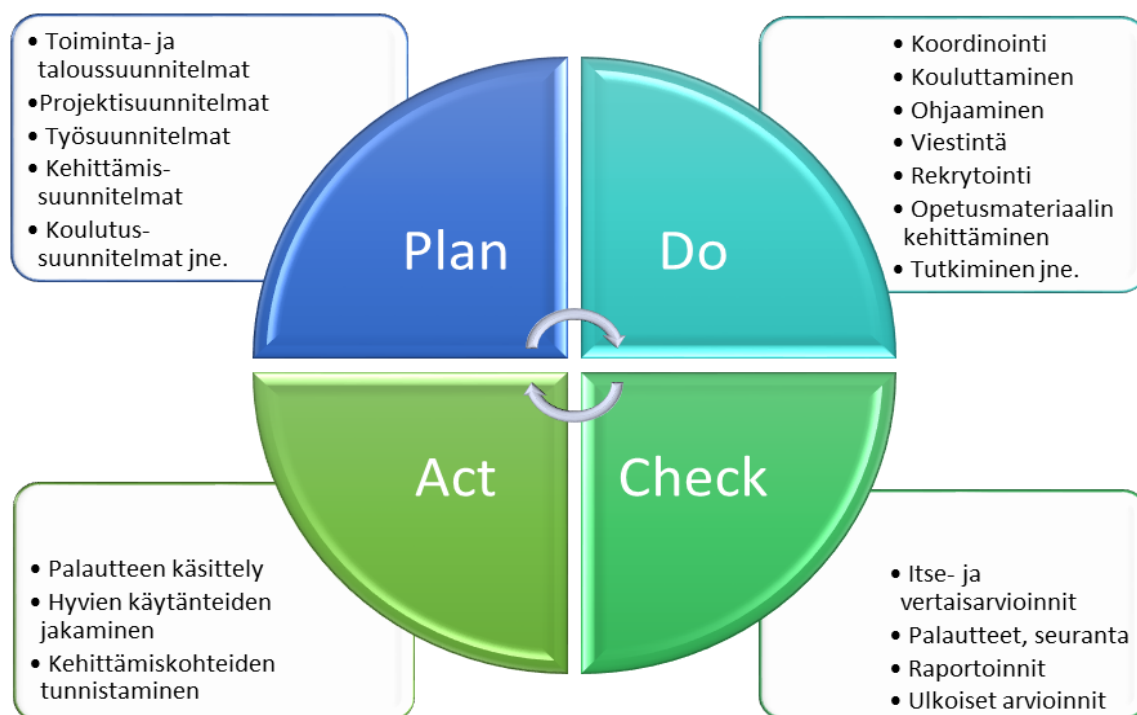 • Toiminta- ja
taloussuunnitelmat
•Projektisuunnitelmat
• Työsuunnitelmat
• Kehittämis-
suunnitelmat
• Koulutus-
suunnitelmat jne.
• Koordinointi
• Kouluttaminen
• Ohjaaminen
• Viestintä
• Rekrytointi
• Opetusmateriaalin
kehittäminen
• Tutkiminen jne.
Plan
Do
Act
Check
• Palautteen käsittely
• Hyvien käytänteiden
jakaminen
• Kehittämiskohteiden
tunnistaminen
• Itse- ja
vertaisarvioinnit
• Palautteet, seuranta
• Raportoinnit
• Ulkoiset arvioinnit